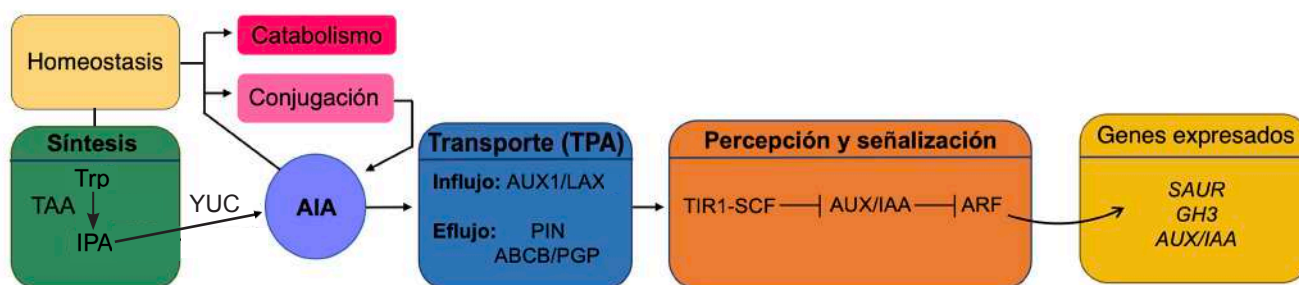 Homeostasis
Catabolismo
Conjugación
Síntesis
Trp
TAA
IPA
YUC
AIA
Transporte (TPA)
Influjo: AUX1/LAX
Eflujo: PIN
ABCB/PGP
Percepción y señalización
TIR1-SCF AUX/IAA ARF
Genes expresados
SAUR
GH3
AUX/IAA